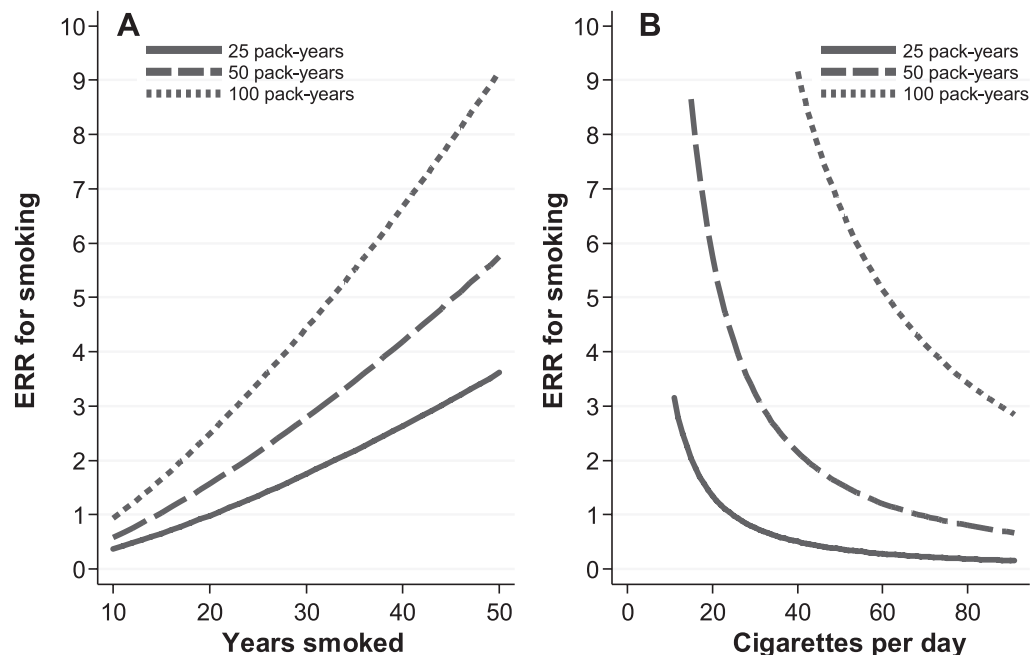 A
25 pack-years
50 pack-years
100 pack-years
ERR for smoking
10
9
8
7
6
5
4
3
2
1
0
10 20 30 40 50
Years smoked
B
25 pack-years
50 pack-years
100 pack-years
ERR for smoking
10
9
8
7
6
5
4
3
2
1
0
0 20 40 60 80
Cigarettes per day